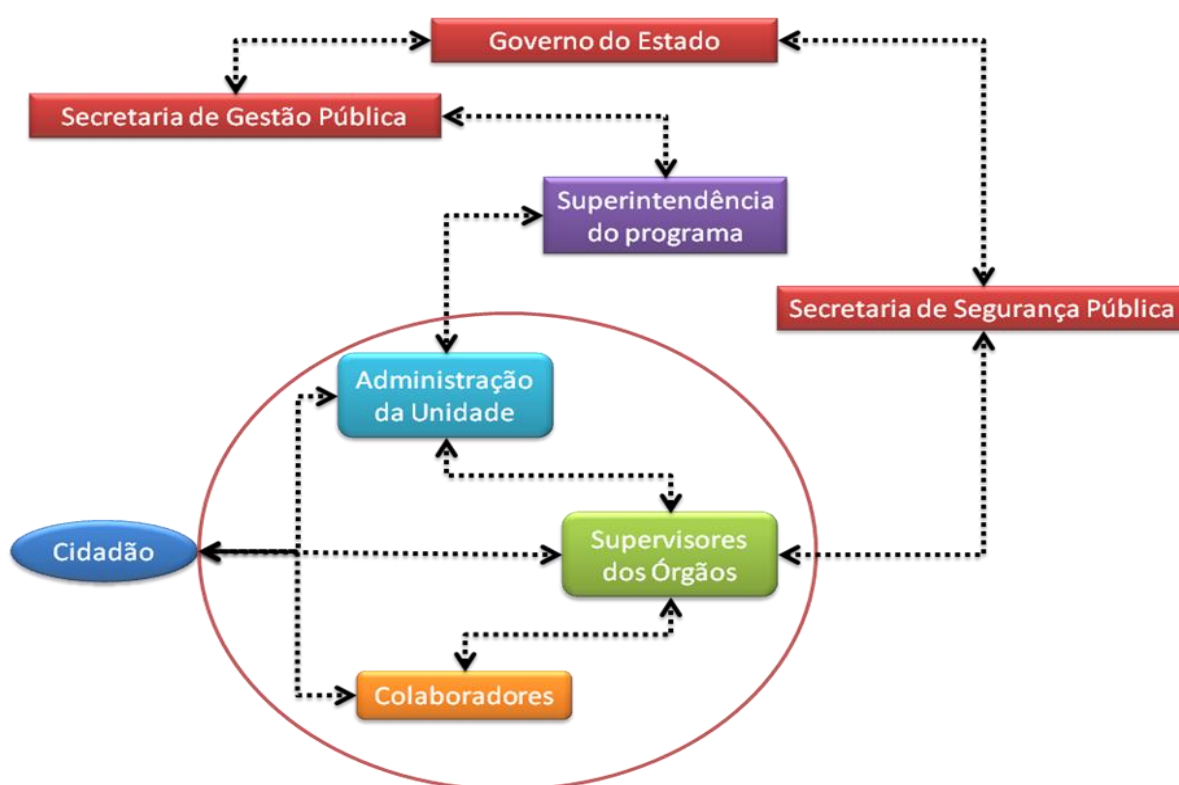 Governo do Estado
Secretaria de Gestão Pública
Superintendência
do programa
Secretaria de Segurança Pública
Administração
da Unidade
Cidadão
Supervisores
dos Órgãos
Colaboradores